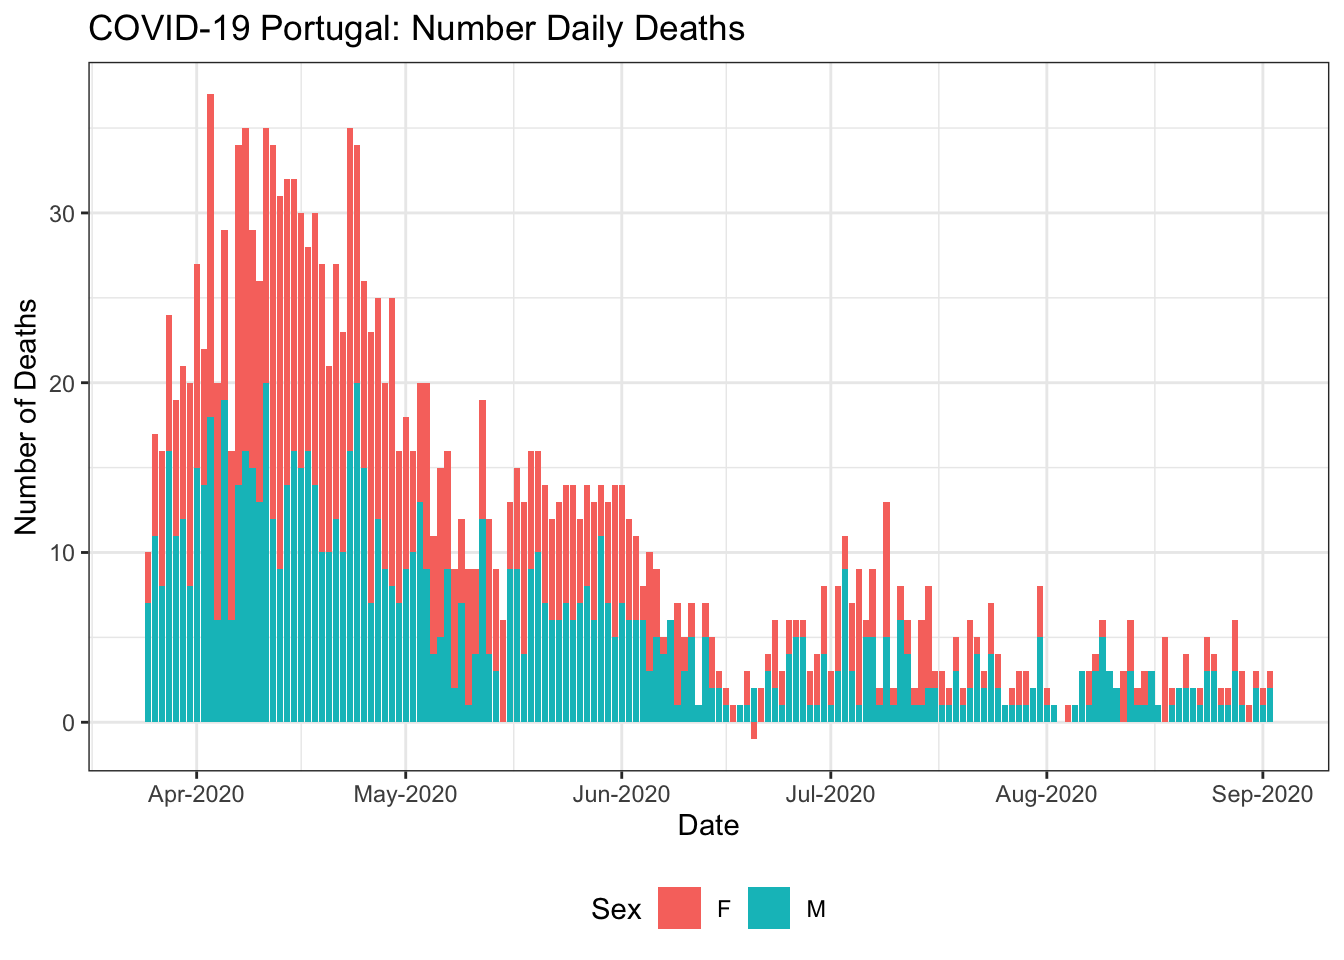 COVID-19 Portugal: Number Daily Deaths
Number of Deaths
30
20
10
0
Apr-2020 May-2020 Jun-2020 Jul-2020 Aug-2020 Sep-2020
Date
Sex F M